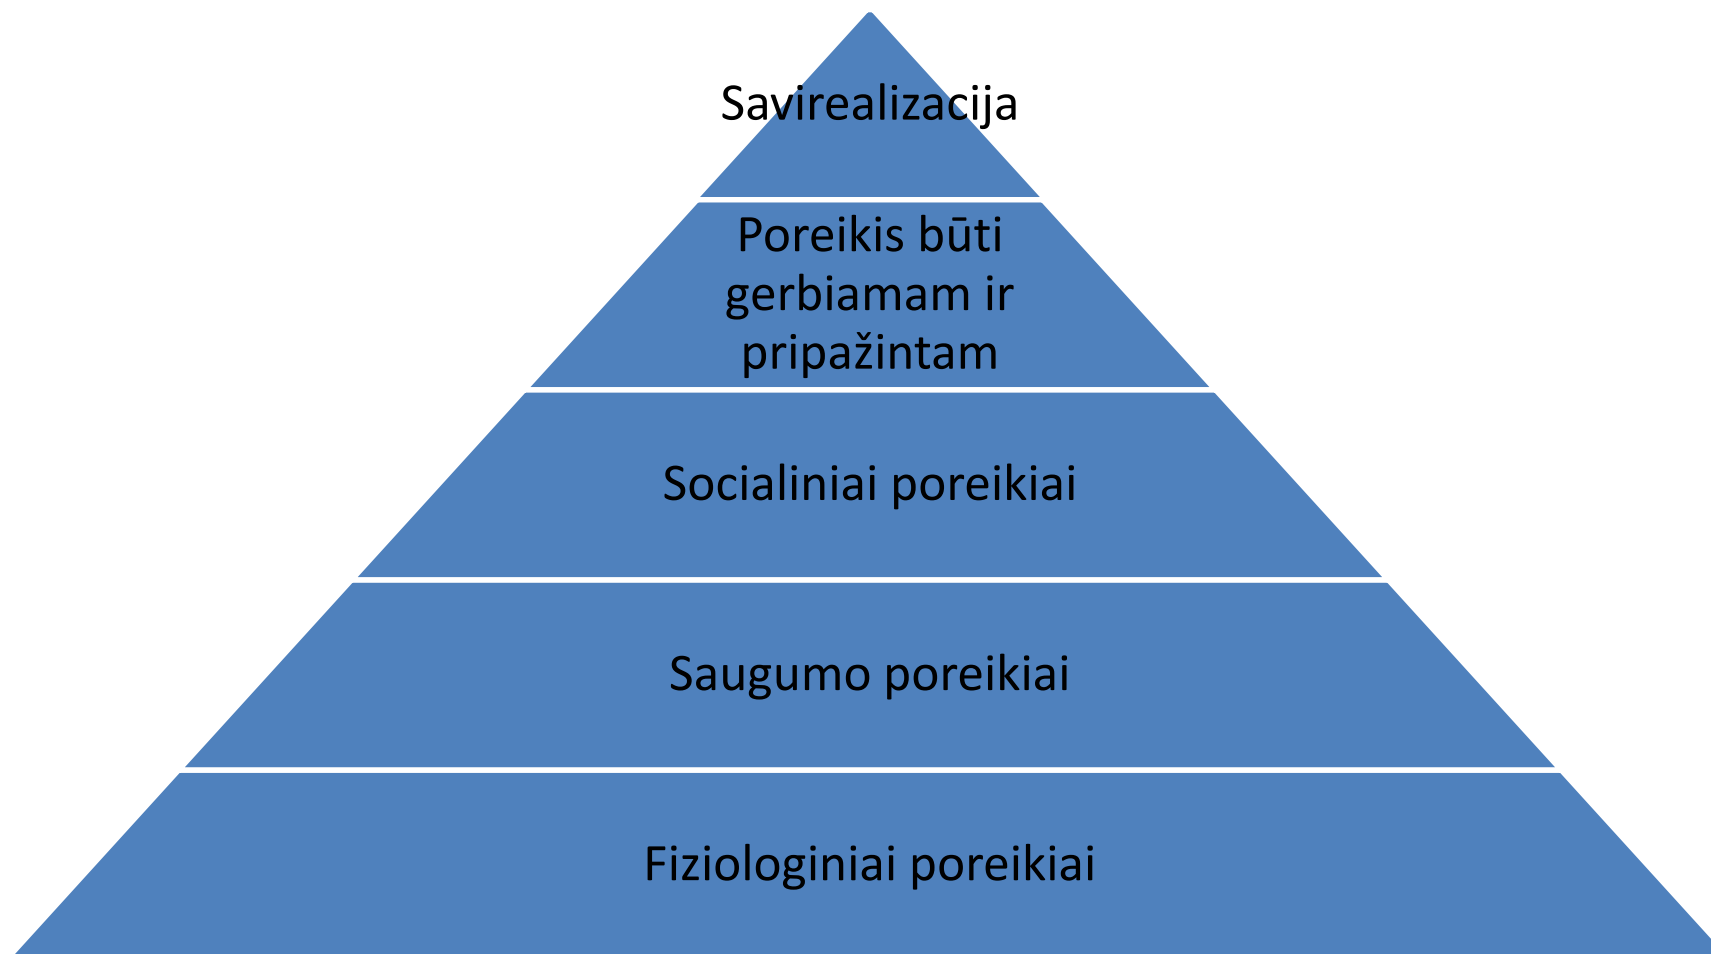 Savirealizacija
Poreikis būti
gerbiamam ir
pripažintam
Socialiniai poreikiai
Saugumo poreikiai
Fiziologiniai poreikiai